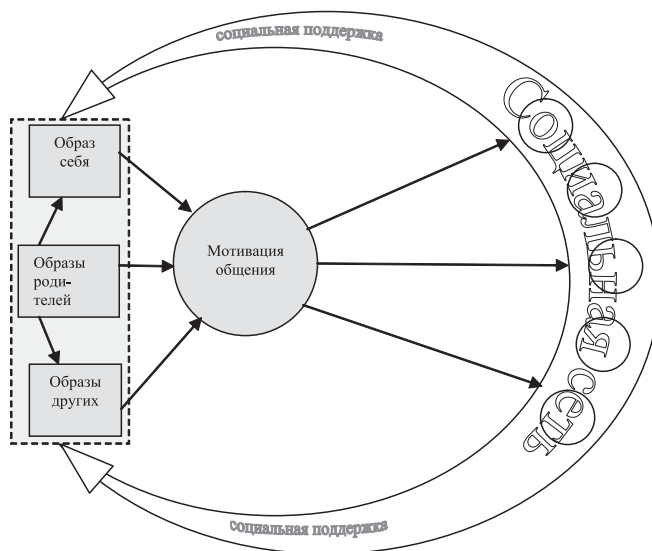 социальная поддержка
Социальная сеть
Образ
себя
Мотивация
общения
Образы
роди-
телей
Образы
других
социальная поддержка